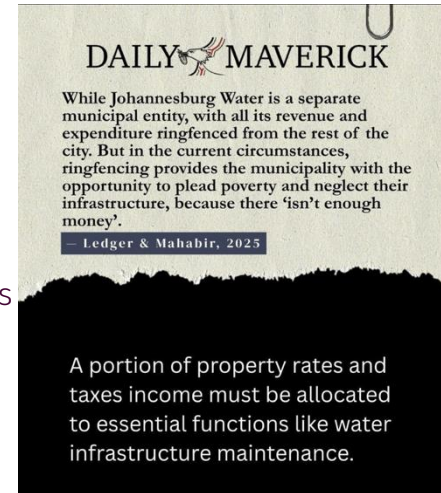 DAILY MAVERICK
While Johannesburg Water is a separate
municipal entity, with all its revenue and
expenditure ringfenced from the rest of the
city. But in the current circumstances,
ringfencing provides the municipality with the
opportunity to plead poverty and neglect their
infrastructure, because there ‘isn’t enough
money’.
– Ledger & Mahabir, 2025
s
A portion of property rates and
taxes income must be allocated
to essential functions like water
infrastructure maintenance.